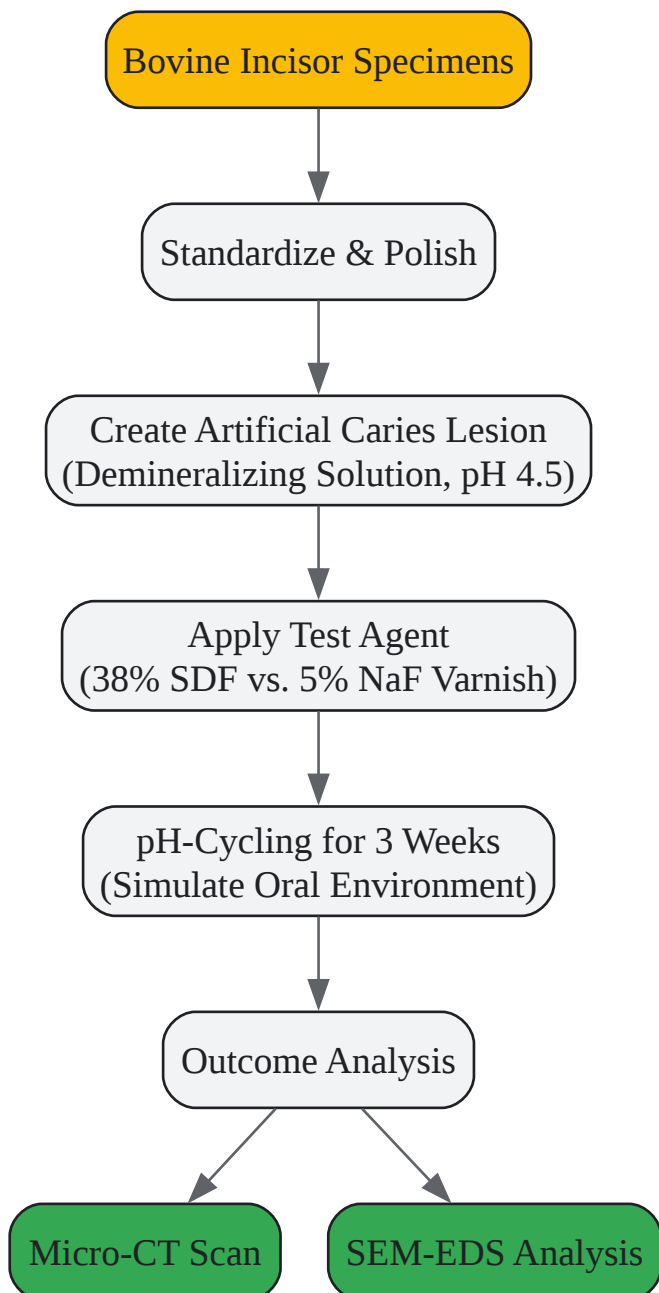 Bovine Incisor Specimens
Standardize & Polish
Create Artificial Caries Lesion
(Demineralizing Solution, pH 4.5)
Apply Test Agent
(38% SDF vs. 5% NaF Varnish)
pH-Cycling for 3 Weeks
(Simulate Oral Environment)
Outcome Analysis
Micro-CT Scan
SEM-EDS Analysis